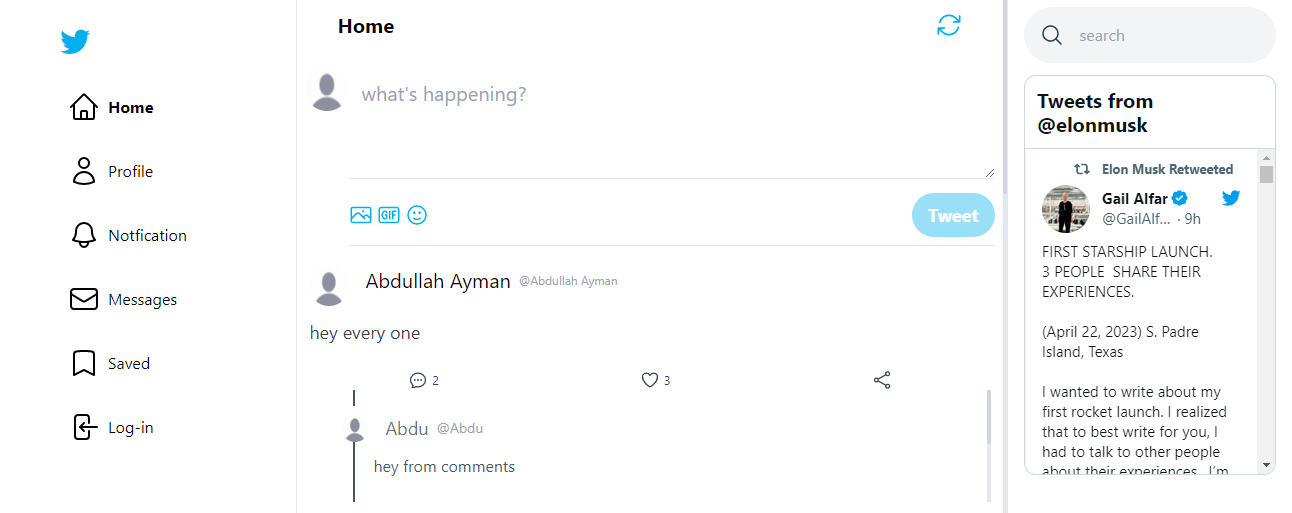 Home
Profile
Notfication
Messages
Saved
Log-in
Home
what's happening?
GIF
Tweet
Abdullah Ayman @Abdullah Ayman
hey every one
2 3
Abdu @Abdu
hey from comments
search
Tweets from
@elonmusk
Elon Musk Retweeted
Gail Alfar
@GailAlf... · 9h
FIRST STARSHIP LAUNCH.
3 PEOPLE SHARE THEIR
EXPERIENCES.
(April 22, 2023) S. Padre
Island, Texas
I wanted to write about my
first rocket launch. I realized
that to best write for you, I
had to talk to other people
about their experiences. I'm